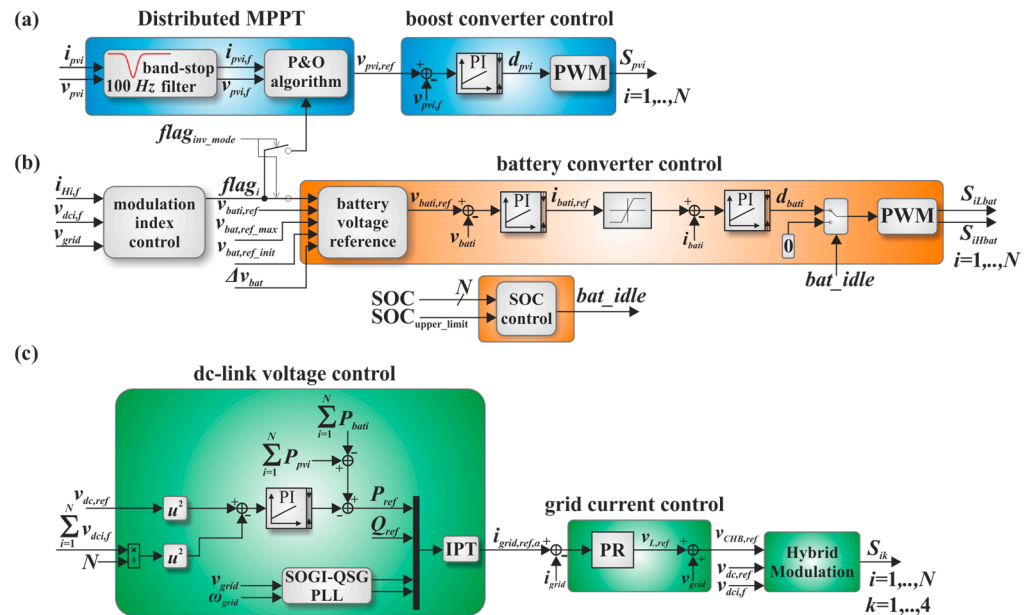 (a)
Distributed MPPT
boost converter control
i_pvi
v_pvi
band-stop
100 Hz filter
i_pvi,f
v_pvi,f
P&O
algorithm
v_pvi,ref
+
-
v_pvi,f
PI
d_pvi
PWM
S_pvi
i=1,..,N
flag_inv_mode
(b)
battery converter control
i_Hi,f
v_dci,f
v_grid
modulation
index
control
flag_i
v_bati,ref
v_bat,ref_max
v_bat,ref_init
Δv_bat
battery
voltage
reference
v_bati,ref
+
-
v_bati
PI
i_bati,ref
+
-
i_bati
PI
d_bati
0
bat_idle
PWM
S_iLbat
S_iHbat
i=1,..,N
SOC
N
SOC_upper_limit
SOC
control
bat_idle
(c)
dc-link voltage control
∑_{i=1}^{N} P_bati
∑_{i=1}^{N} P_pvi
-
+
v_dc,ref
∑_{i=1}^{N} v_dci,f
N
×
÷
u²
u²
+
-
PI
+
-
P_ref
Q_ref
v_grid
ω_grid
SOGI-QSG
PLL
IPT
grid current control
i_grid,ref,α
+
-
i_grid
PR
v_L,ref
+
+
v_grid
v_CHB,ref
v_dc,ref
v_dci,f
Hybrid
Modulation
S_ik
i=1,..,N
k=1,..,4